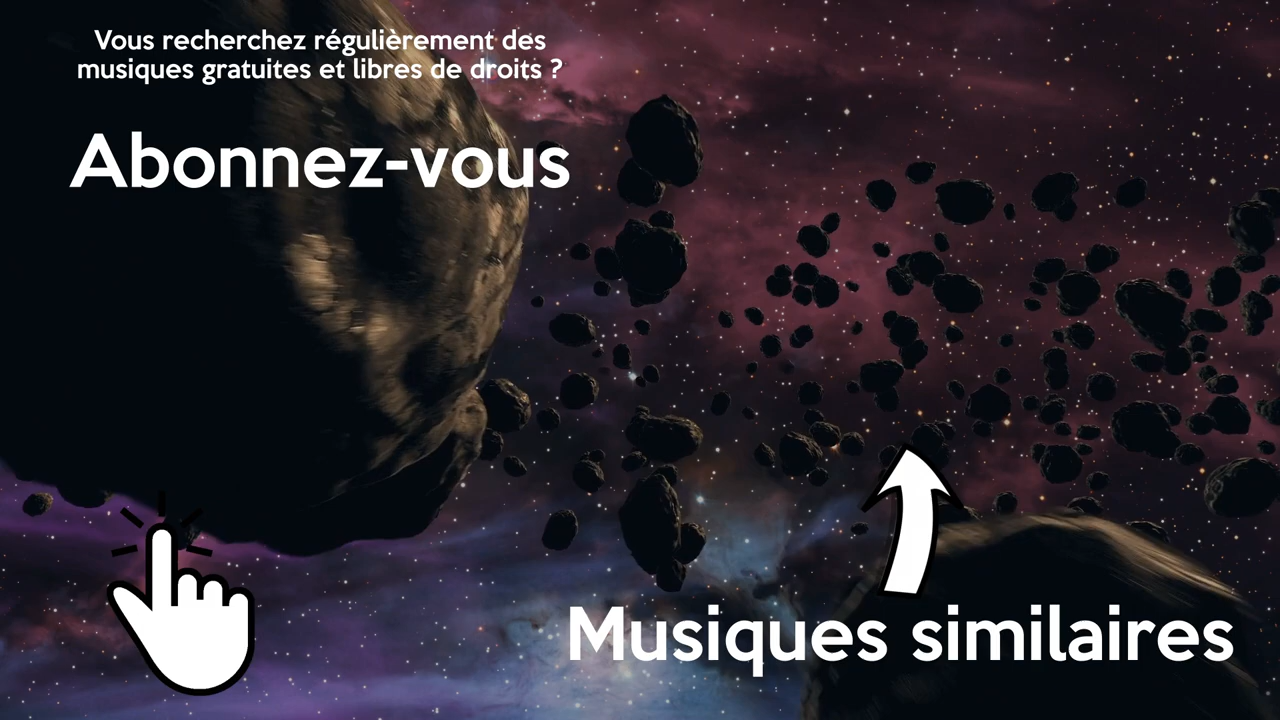 Vous recherchez régulièrement des
musiques gratuites et libres de droits ?
Abonnez-vous
Musiques similaires